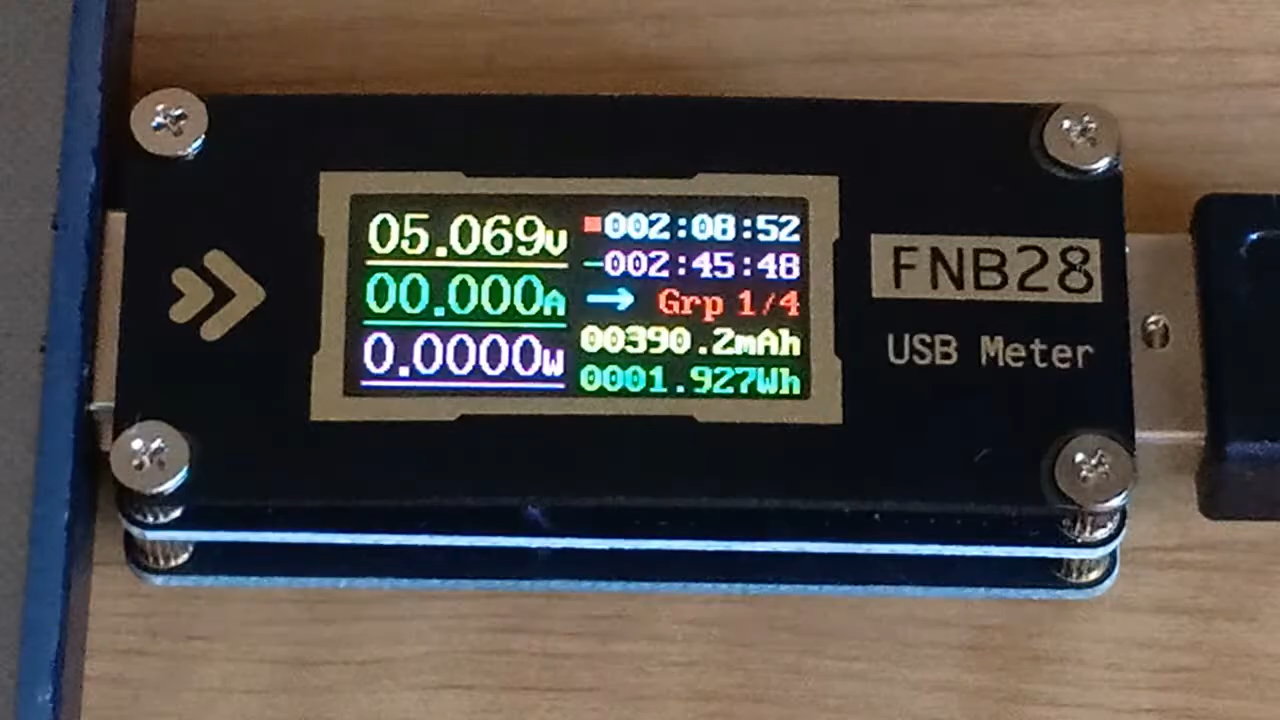 05.069V
00.000A
0.0000W
002:08:52
-002:45:48
→ Grp 1/4
00390.2mAh
0001.927Wh
FNB28
USB Meter